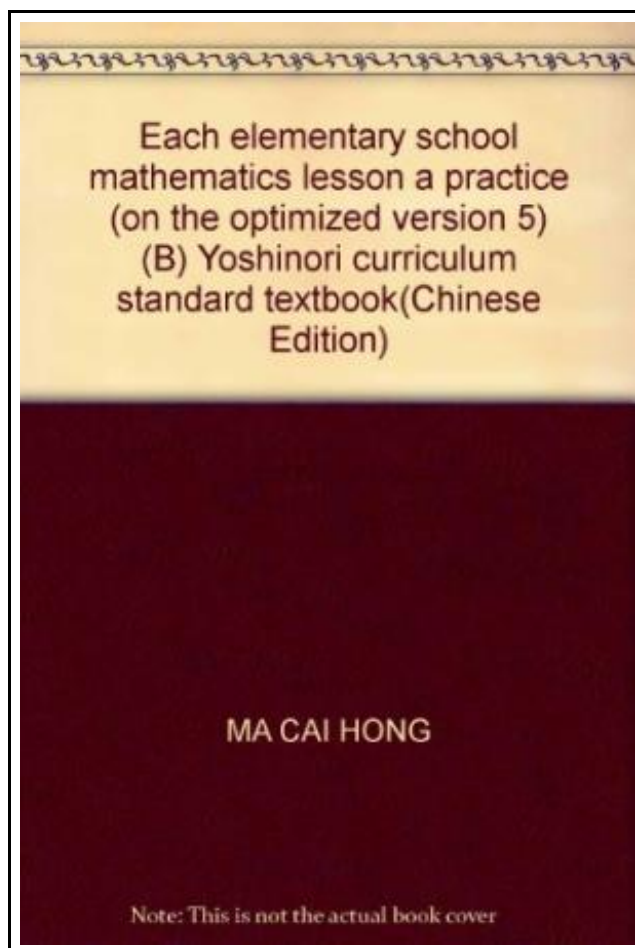 Each elementary school
mathematics lesson a practice
(on the optimized version 5)
(B) Yoshinori curriculum
standard textbook(Chinese
Edition)
MA CAI HONG
Note: This is not the actual book cover